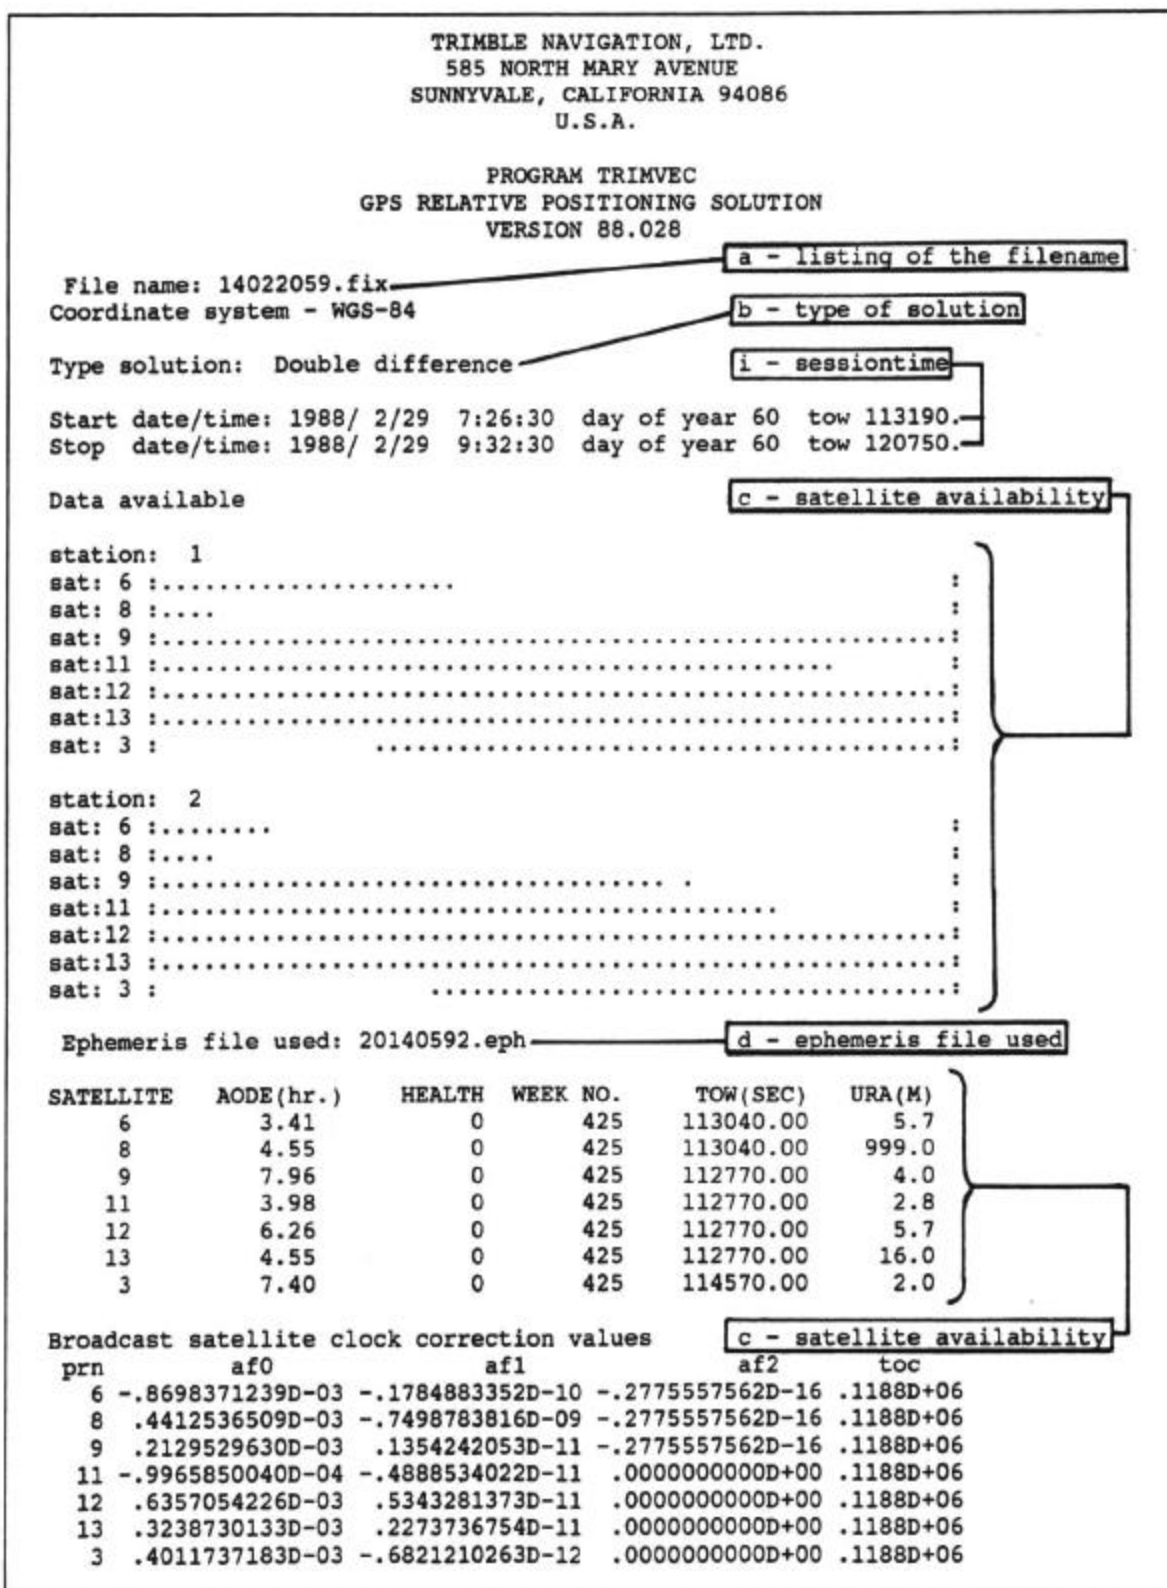 TRIMBLE NAVIGATION, LTD.
585 NORTH MARY AVENUE
SUNNYVALE, CALIFORNIA 94086
U.S.A.
PROGRAM TRIMVEC
GPS RELATIVE POSITIONING SOLUTION
VERSION 88.028
a - listing of the filename
File name: 14022059.fix
Coordinate system - WGS-84
b - type of solution
Type solution: Double difference
i - sessiontime
Start date/time: 1988/ 2/29 7:26:30 day of year 60 tow 113190.
Stop date/time: 1988/ 2/29 9:32:30 day of year 60 tow 120750.
Data available
c - satellite availability
station: 1
sat: 6 :...................... :
sat: 8 :.... :
sat: 9 :...........................................................:
sat:11 :................................................... :
sat:12 :...........................................................:
sat:13 :...........................................................:
sat: 3 : ...........................................:
station: 2
sat: 6 :........ :
sat: 8 :.... :
sat: 9 :...................................... . :
sat:11 :............................................... :
sat:12 :...........................................................:
sat:13 :...........................................................:
sat: 3 : .......................................:
Ephemeris file used: 20140592.eph
d - ephemeris file used
SATELLITE AODE(hr.) HEALTH WEEK NO. TOW(SEC) URA(M)
6 3.41 0 425 113040.00 5.7
8 4.55 0 425 113040.00 999.0
9 7.96 0 425 112770.00 4.0
11 3.98 0 425 112770.00 2.8
12 6.26 0 425 112770.00 5.7
13 4.55 0 425 112770.00 16.0
3 7.40 0 425 114570.00 2.0
Broadcast satellite clock correction values
c - satellite availability
prn af0 af1 af2 toc
6 -.8698371239D-03 -.1784883352D-10 -.2775557562D-16 .1188D+06
8 .4412536509D-03 -.7498783816D-09 -.2775557562D-16 .1188D+06
9 .2129529630D-03 .1354242053D-11 -.2775557562D-16 .1188D+06
11 -.9965850040D-04 -.4888534022D-11 .0000000000D+00 .1188D+06
12 .6357054226D-03 .5343281373D-11 .0000000000D+00 .1188D+06
13 .3238730133D-03 .2273736754D-11 .0000000000D+00 .1188D+06
3 .4011737183D-03 -.6821210263D-12 .0000000000D+00 .1188D+06